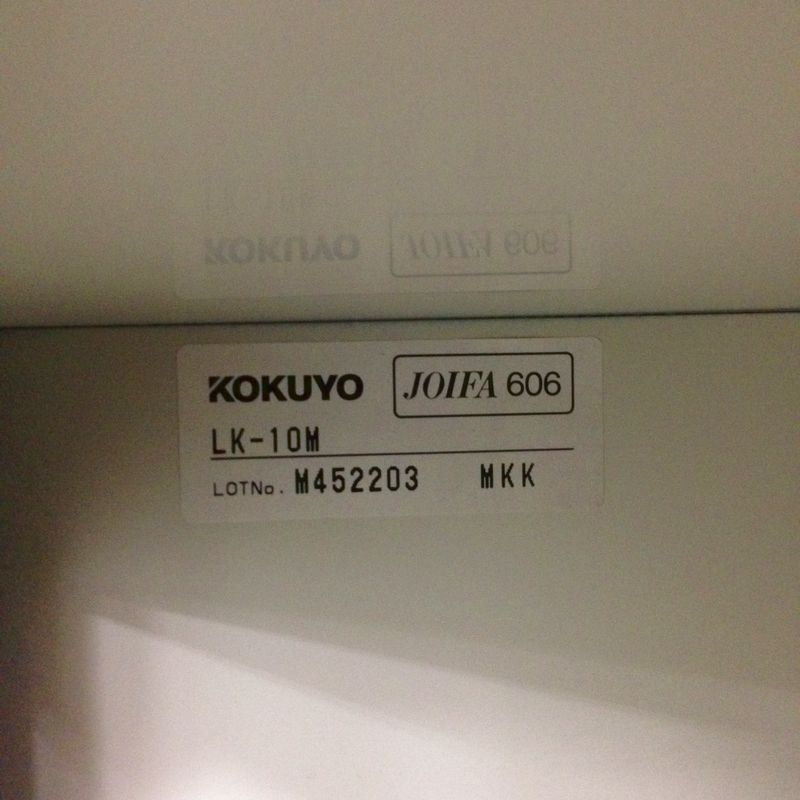 KOKUYO JOIFA 606
LK-10M
LOTNo. M452203 MKK